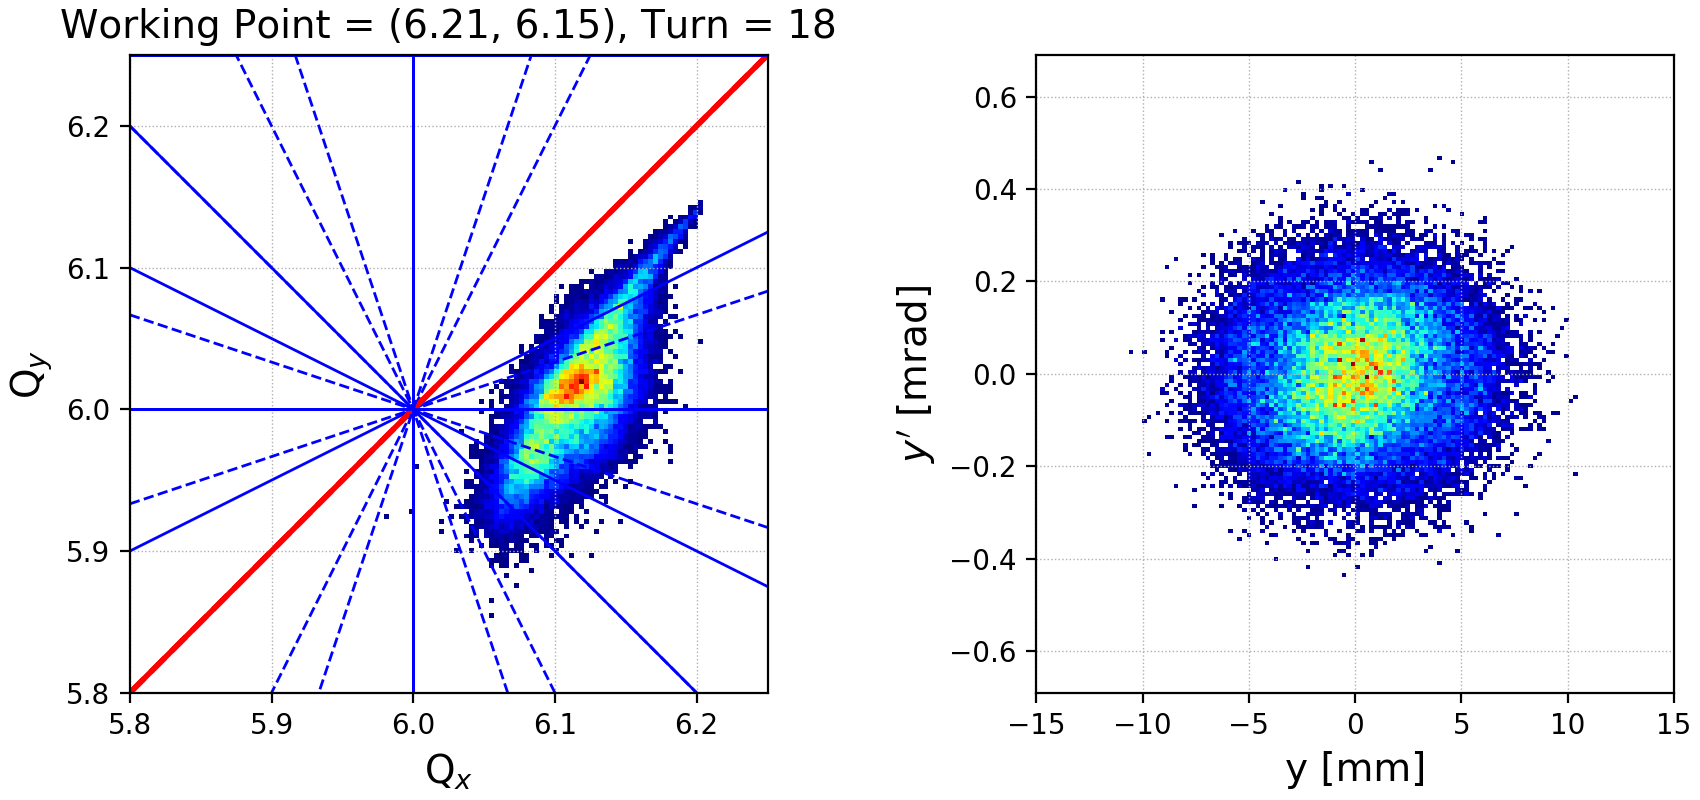 Working Point = (6.21, 6.15), Turn = 18
6.2
6.1
6.0
5.9
5.8
Qy
5.8 5.9 6.0 6.1 6.2
Qx
0.6
0.4
0.2
0.0
−0.2
−0.4
−0.6
y′ [mrad]
−15 −10 −5 0 5 10 15
y [mm]